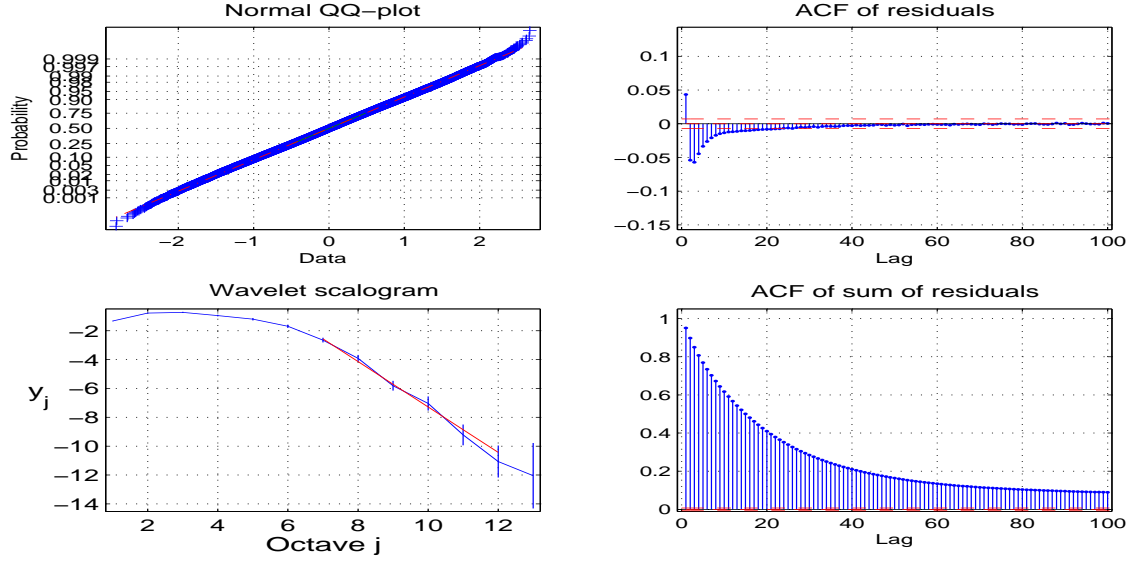 Normal QQ−plot
0.999
0.997
0.99
0.98
0.95
0.90
0.75
0.50
0.25
0.10
0.05
0.02
0.01
0.003
0.001
Probability
−2 −1 0 1 2
Data
ACF of residuals
0.1
0.05
0
−0.05
−0.1
−0.15
0 20 40 60 80 100
Lag
Wavelet scalogram
−2
−4
−6
−8
−10
−12
−14
y_j
2 4 6 8 10 12
Octave j
ACF of sum of residuals
1
0.8
0.6
0.4
0.2
0
0 20 40 60 80 100
Lag